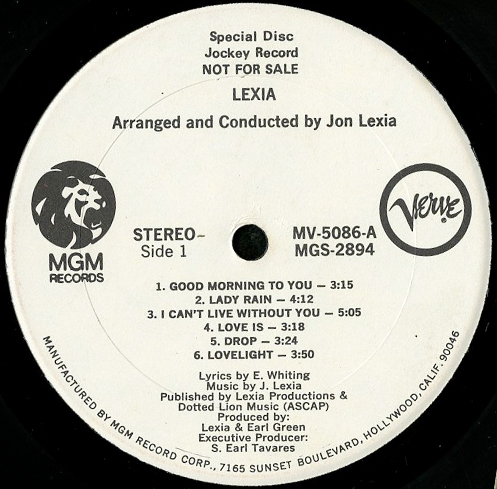 Special Disc
Jockey Record
NOT FOR SALE
LEXIA
Arranged and Conducted by Jon Lexia
MGM
RECORDS
Verve
®
STEREO
Side 1
MV-5086-A
MGS-2894
1. GOOD MORNING TO YOU — 3:15
2. LADY RAIN — 4:12
3. I CAN'T LIVE WITHOUT YOU — 5:05
4. LOVE IS — 3:18
5. DROP — 3:24
6. LOVELIGHT — 3:50
Lyrics by E. Whiting
Music by J. Lexia
Published by Lexia Productions &
Dotted Lion Music (ASCAP)
Produced by:
Lexia & Earl Green
Executive Producer:
S. Earl Tavares
MANUFACTURED BY MGM RECORD CORP., 7165 SUNSET BOULEVARD, HOLLYWOOD, CALIF. 90046